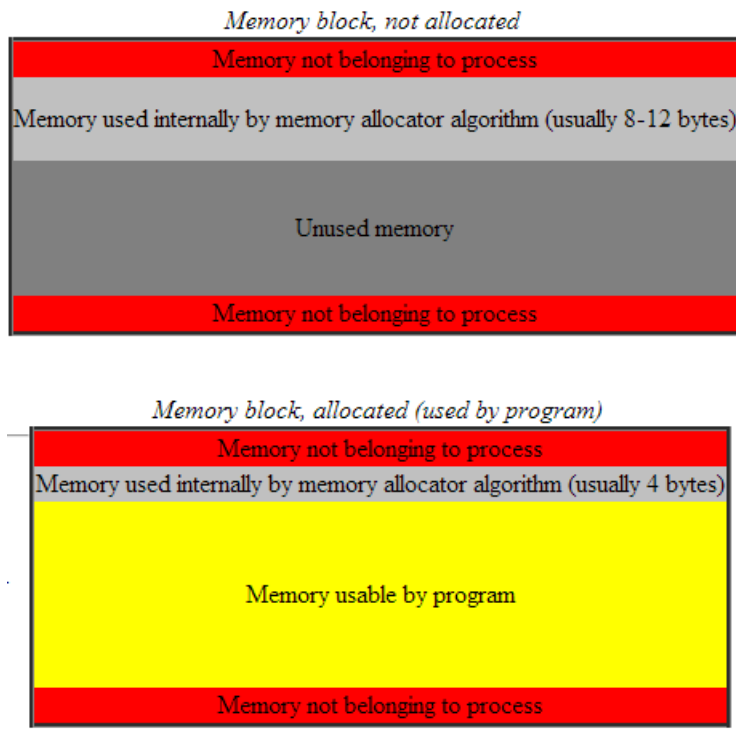 Memory block, not allocated
Memory not belonging to process
Memory used internally by memory allocator algorithm (usually 8-12 bytes)
Unused memory
Memory not belonging to process
Memory block, allocated (used by program)
Memory not belonging to process
Memory used internally by memory allocator algorithm (usually 4 bytes)
Memory usable by program
Memory not belonging to process